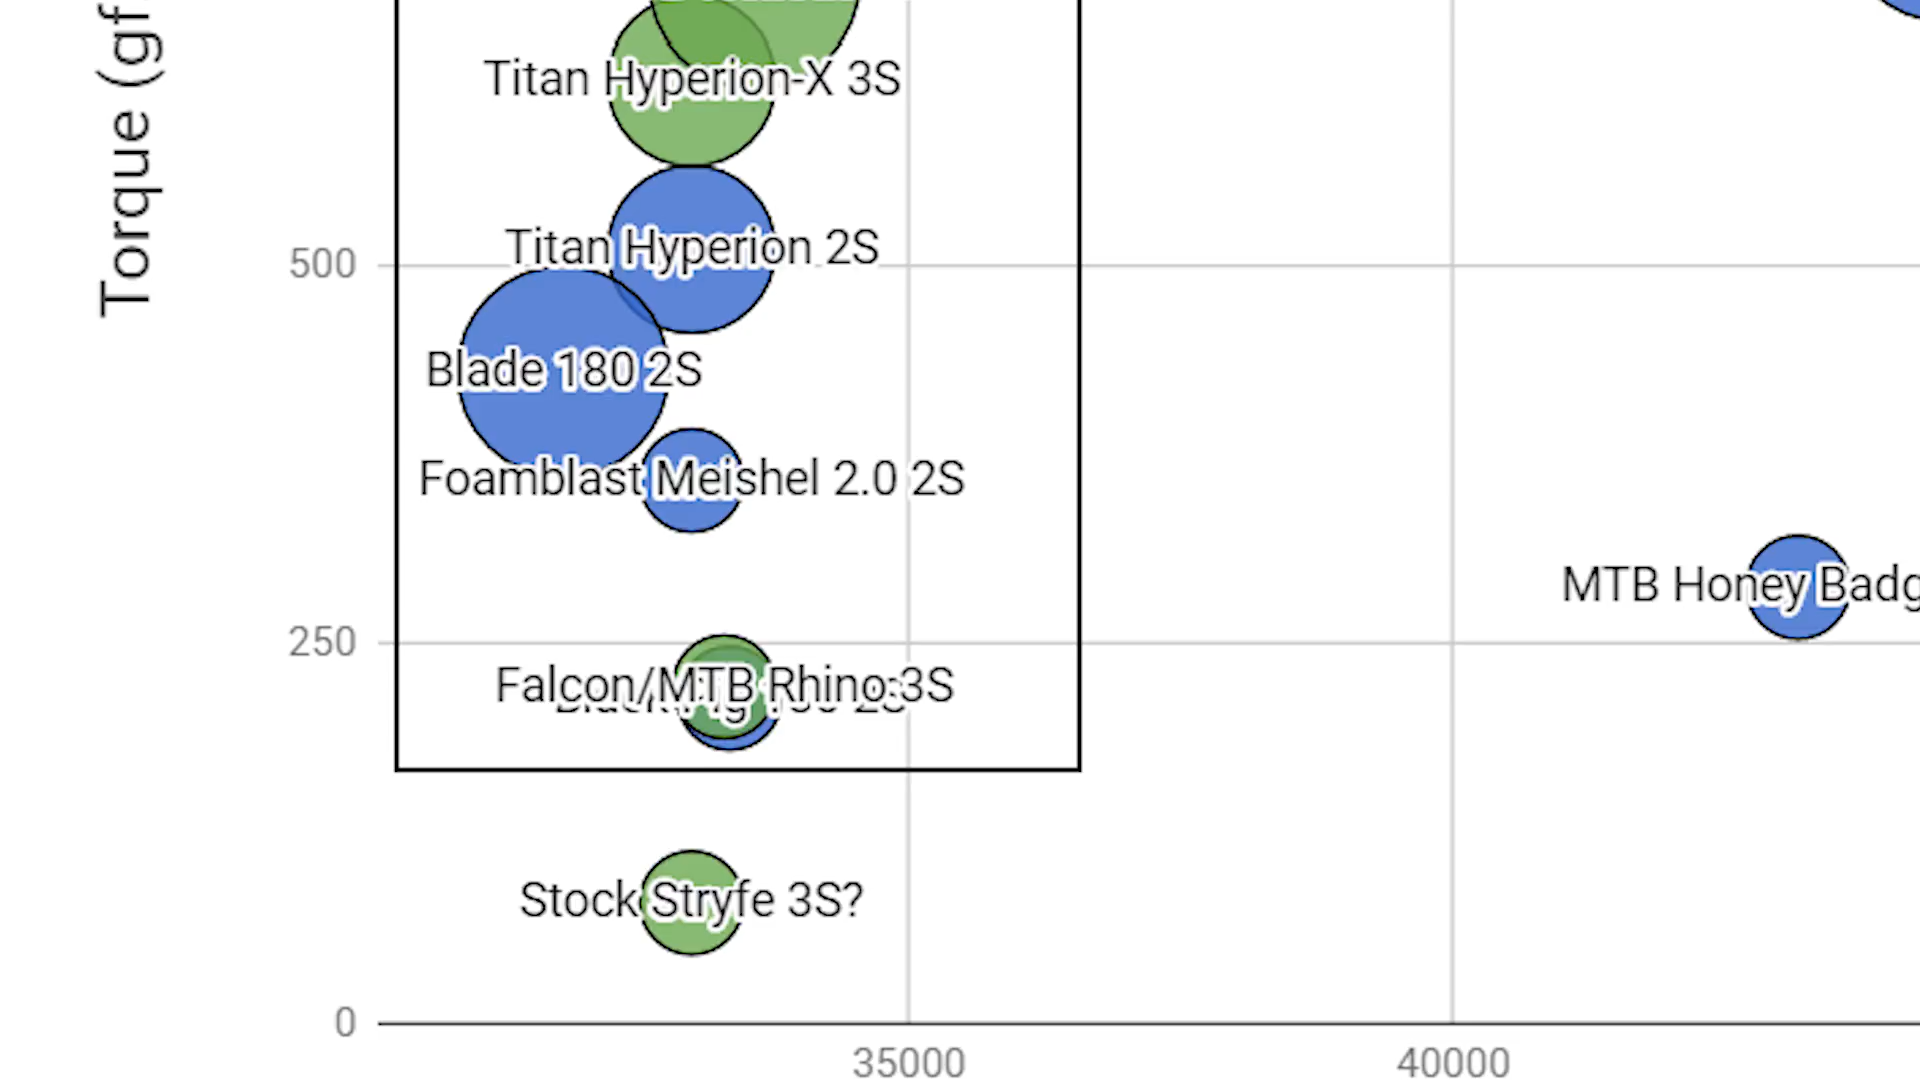 Torque (gf
Titan Hyperion-X 3S
Titan Hyperion 2S
500
Blade 180 2S
Foamblast Meishel 2.0 2S
MTB Honey Badg
250
Falcon/MTB Rhino 3S
2S
Stock Stryfe 3S?
0
35000
40000